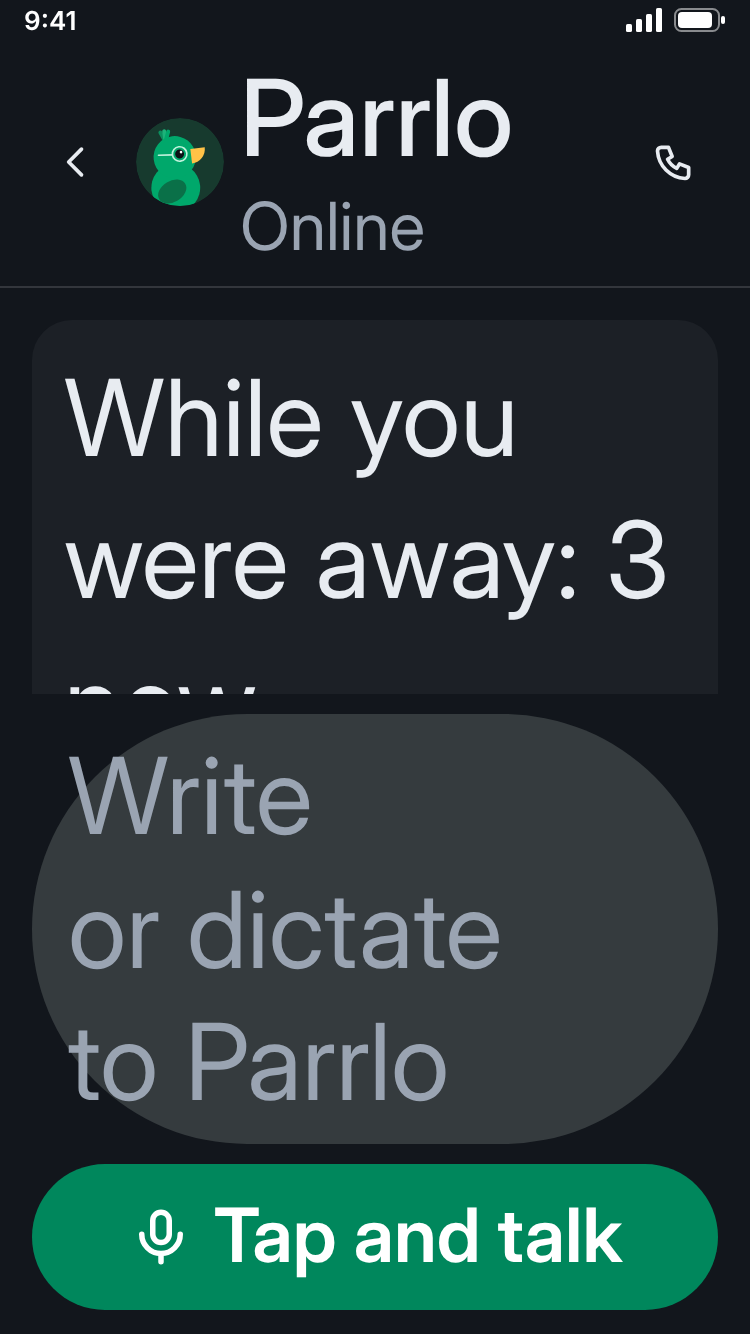 9:41
Parrlo
Online
While you
were away: 3
Write
or dictate
to Parrlo
Tap and talk